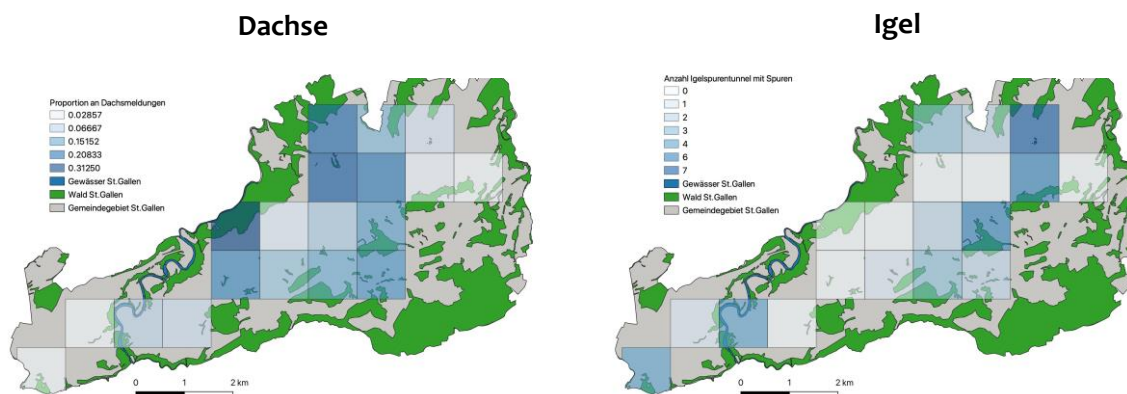 Dachse
Proportion an Dachsmeldungen
0.02857
0.06667
0.15152
0.20833
0.31250
Gewässer St.Gallen
Wald St.Gallen
Gemeindegebiet St.Gallen
0 1 2 km
Igel
Anzahl Igelspurentunnel mit Spuren
0
1
2
3
4
6
7
Gewässer St.Gallen
Wald St.Gallen
Gemeindegebiet St.Gallen
0 1 2 km